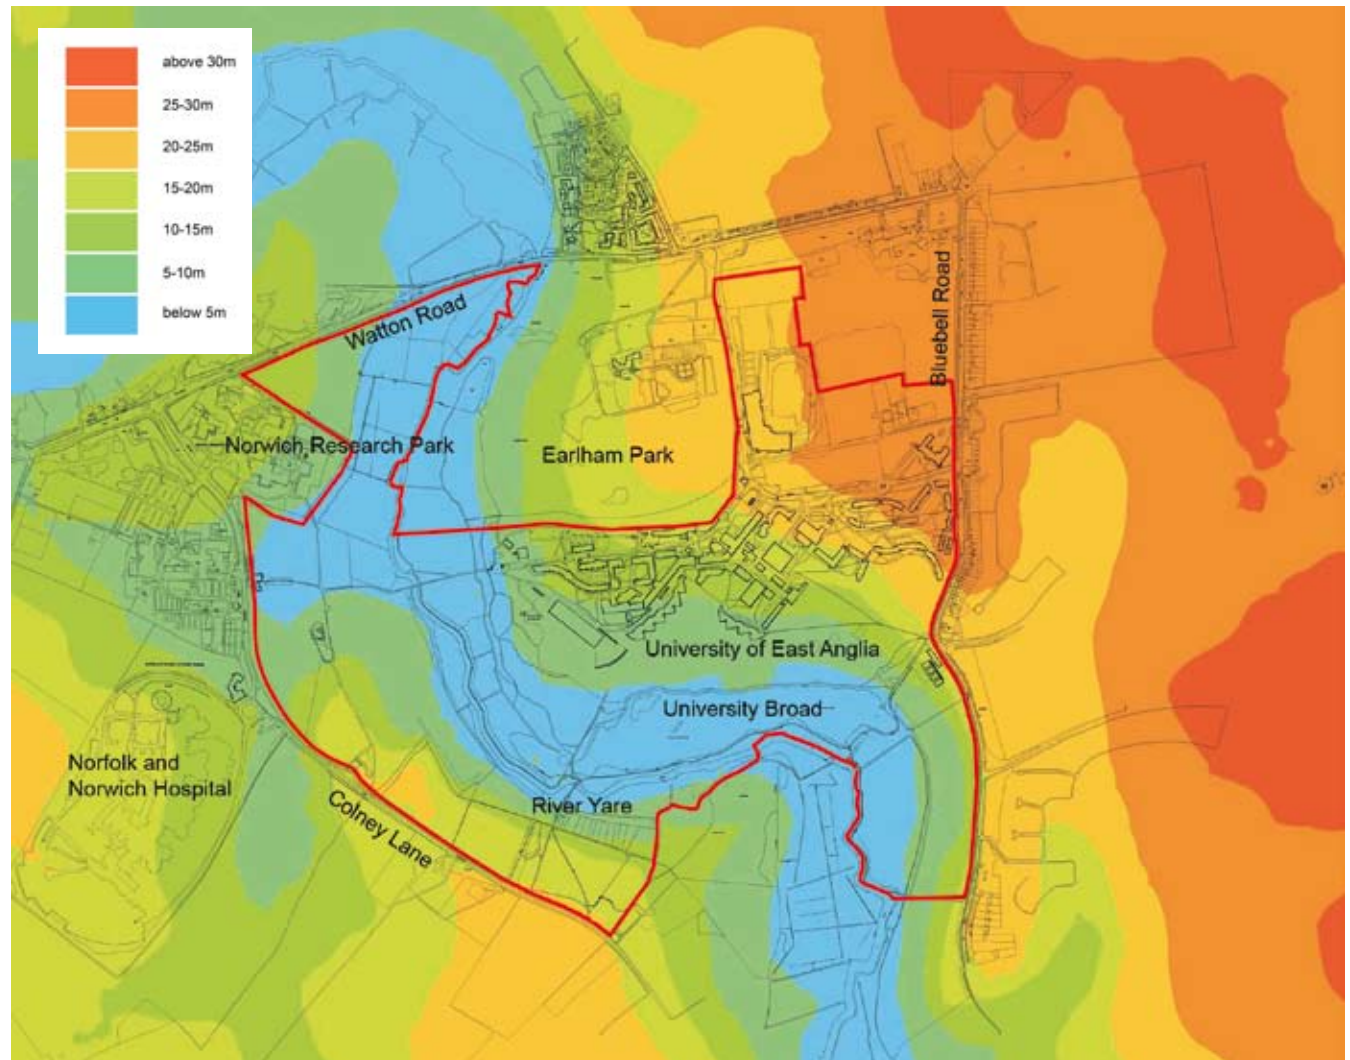 above 30m
25-30m
20-25m
15-20m
10-15m
5-10m
below 5m
Watton Road
Bluebell Road
Norwich Research Park
Earlham Park
University of East Anglia
University Broad
Norfolk and
Norwich Hospital
River Yare
Colney Lane